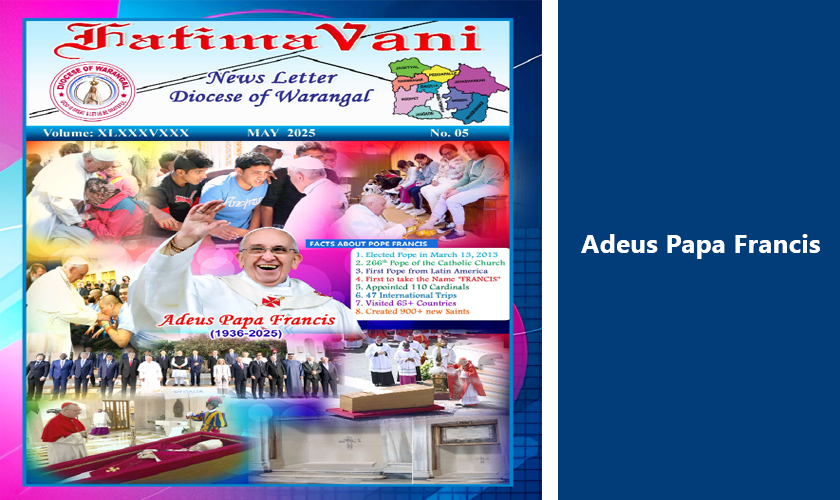 FatimaVani
News Letter
Diocese of Warangal
DIOCESE OF WARANGAL
Volume: XLXXXVXXX MAY 2025 No. 05
FACTS ABOUT POPE FRANCIS
1. Elected Pope in March 13, 2013
2. 266th Pope of the Catholic Church
3. First Pope from Latin America
4. First to take the Name "FRANCIS"
5. Appointed 110 Cardinals
6. 47 International Trips
7. Visited 65+ Countries
8. Created 900+ new Saints
Adeus Papa Francis
(1936-2025)
Adeus Papa Francis